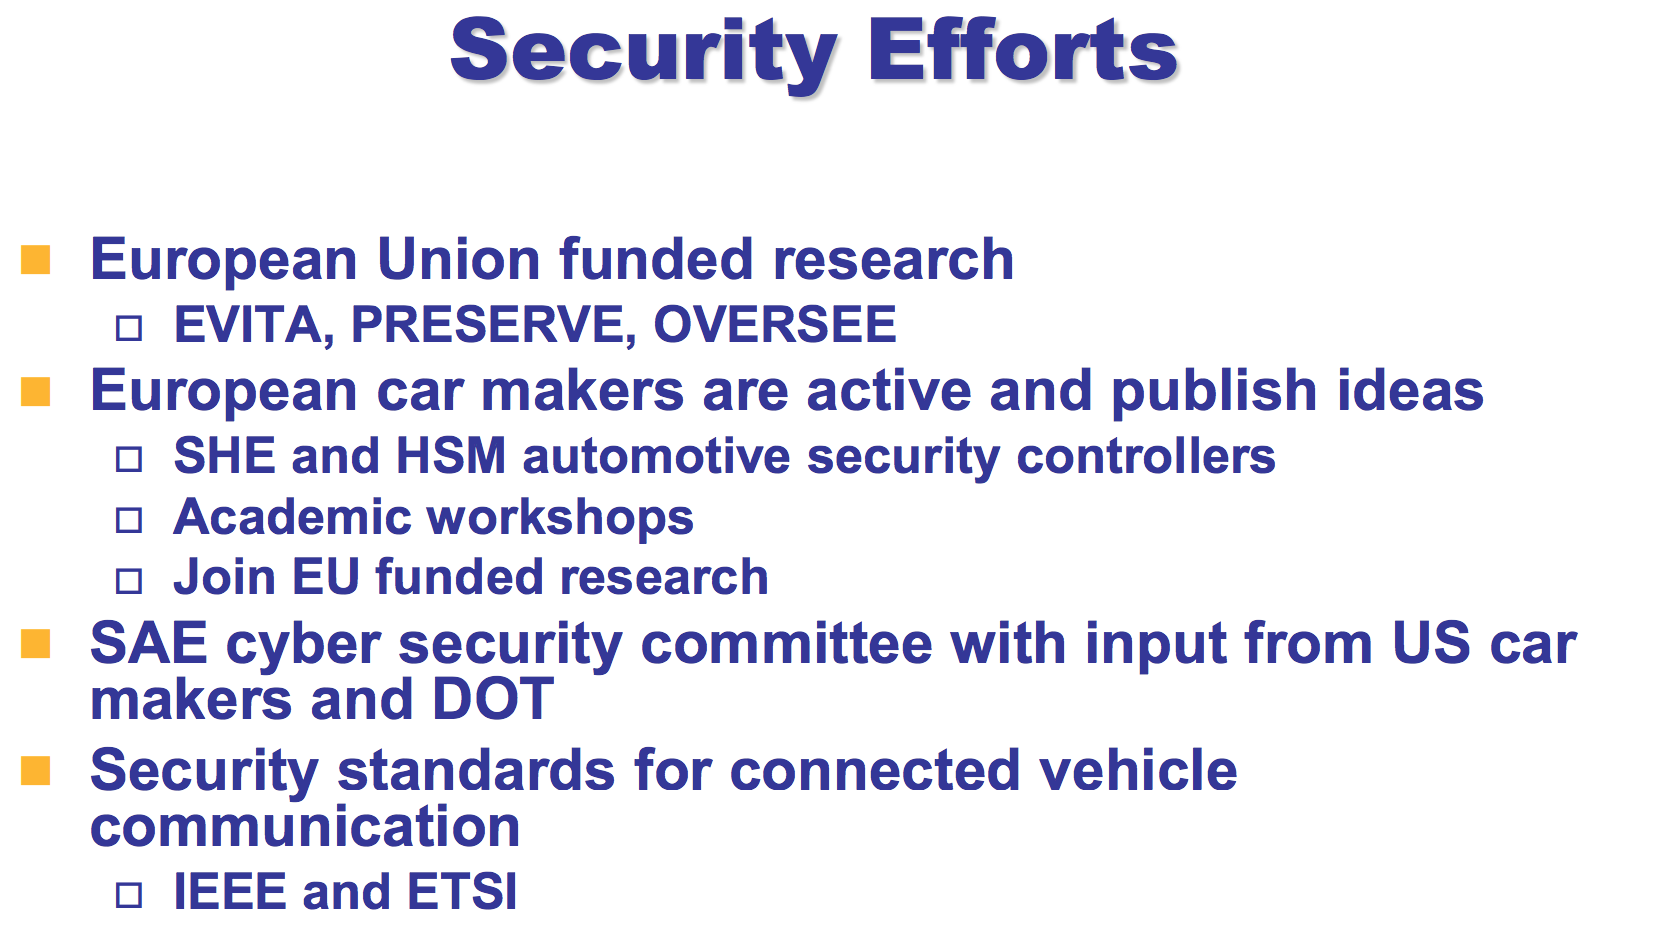 Security Efforts
European Union funded research
EVITA, PRESERVE, OVERSEE
European car makers are active and publish ideas
SHE and HSM automotive security controllers
Academic workshops
Join EU funded research
SAE cyber security committee with input from US car
makers and DOT
Security standards for connected vehicle
communication
IEEE and ETSI